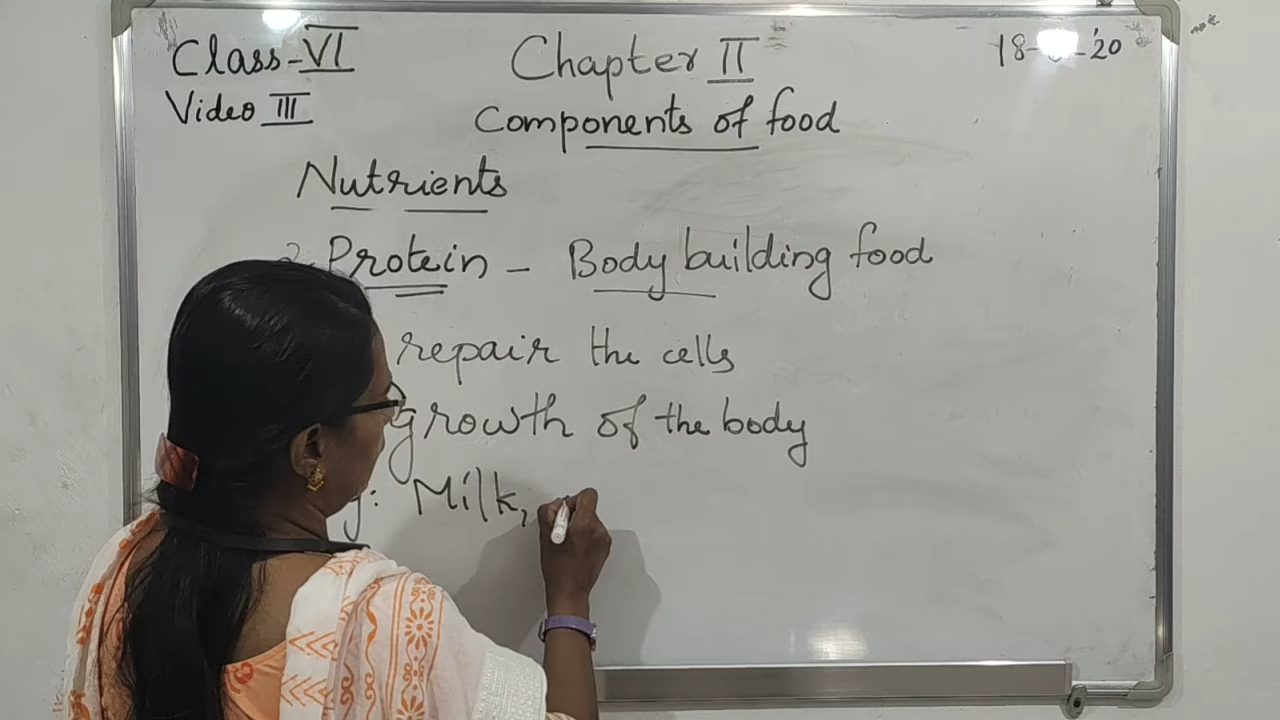 Class-VI Chapter II 18- -'20
Video III Components of food
Nutrients
Protein - Body building food
repair the cells
growth of the body
g: Milk,